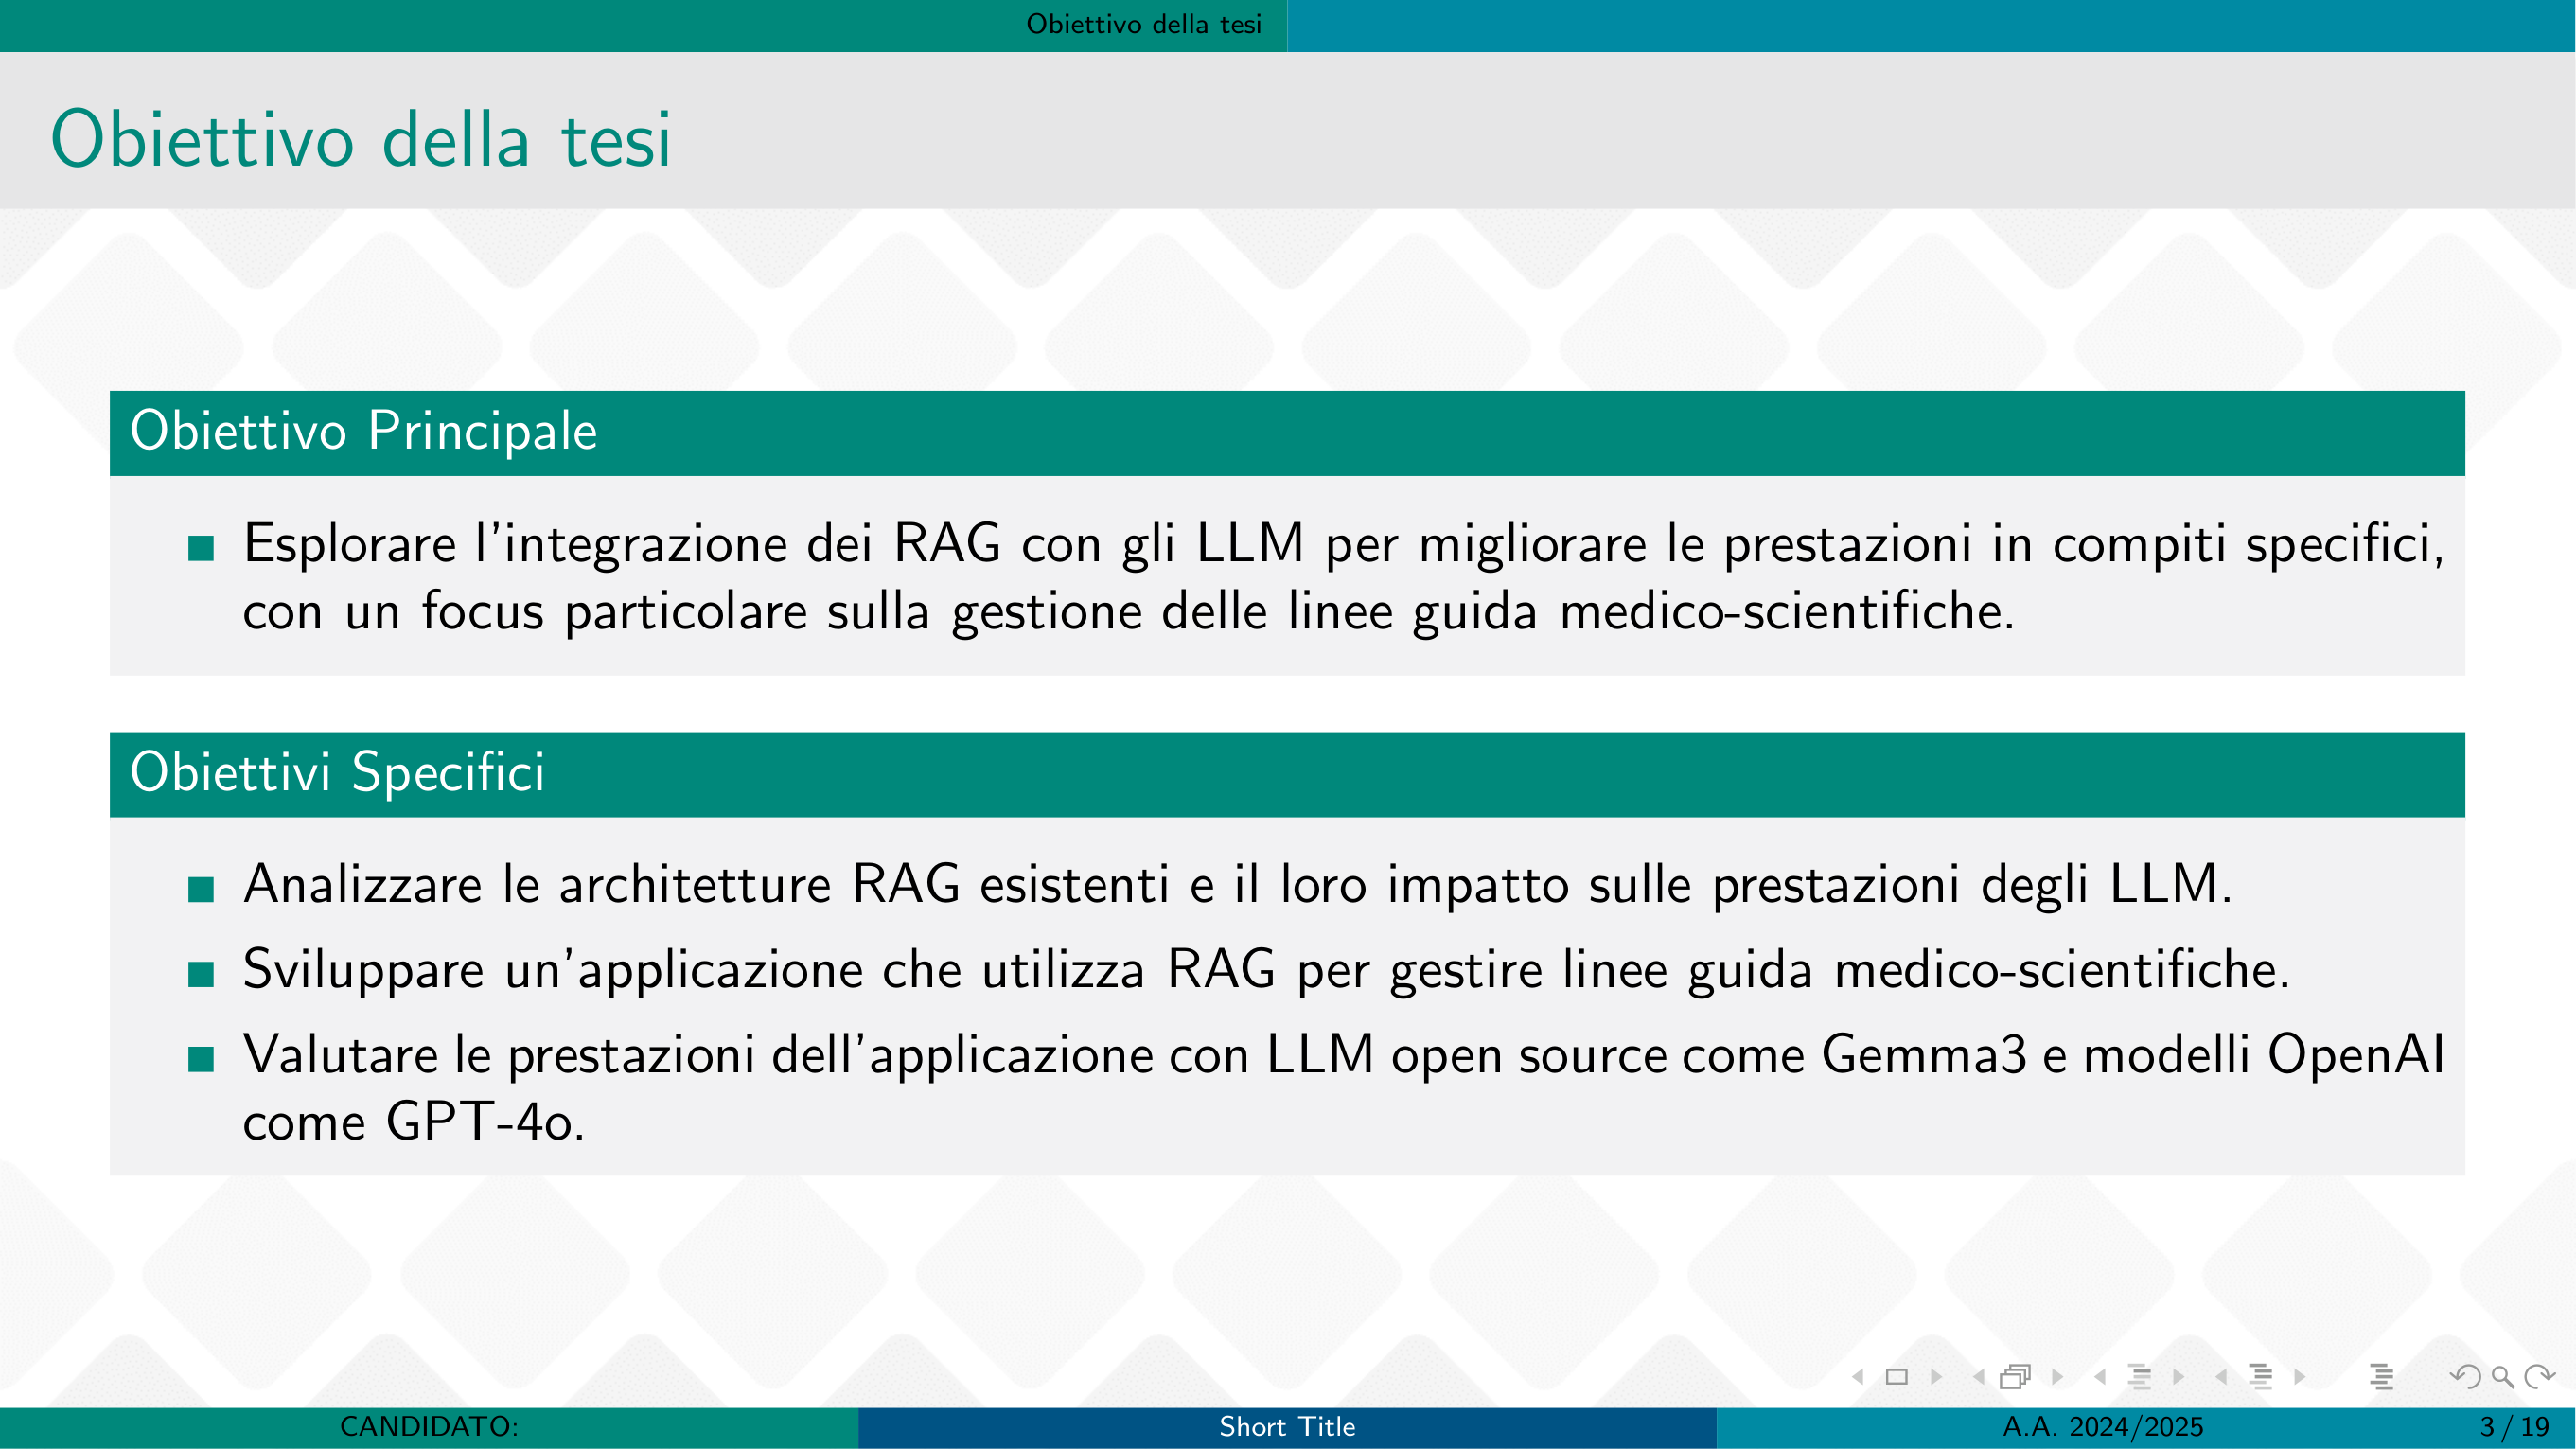 Obiettivo della tesi
Obiettivo della tesi
Obiettivo Principale
Esplorare l'integrazione dei RAG con gli LLM per migliorare le prestazioni in compiti specifici,
con un focus particolare sulla gestione delle linee guida medico-scientifiche.
Obiettivi Specifici
Analizzare le architetture RAG esistenti e il loro impatto sulle prestazioni degli LLM.
Sviluppare un'applicazione che utilizza RAG per gestire linee guida medico-scientifiche.
Valutare le prestazioni dell'applicazione con LLM open source come Gemma3 e modelli OpenAI
come GPT-4o.
CANDIDATO: Short Title A.A. 2024/2025 3 / 19